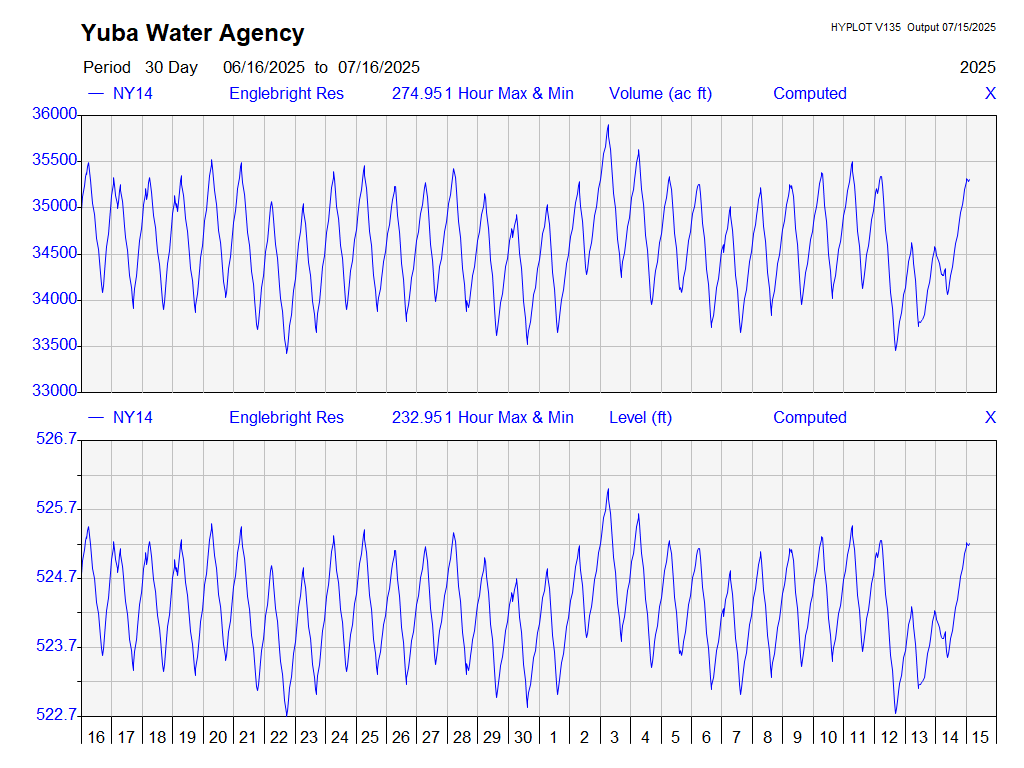 Yuba Water Agency
HYPLOT V135 Output 07/15/2025
Period 30 Day 06/16/2025 to 07/16/2025 2025
NY14 Englebright Res 274.951 Hour Max & Min Volume (ac ft) Computed X
36000
35500
35000
34500
34000
33500
33000
NY14 Englebright Res 232.951 Hour Max & Min Level (ft) Computed X
526.7
525.7
524.7
523.7
522.7
16 17 18 19 20 21 22 23 24 25 26 27 28 29 30 1 2 3 4 5 6 7 8 9 10 11 12 13 14 15